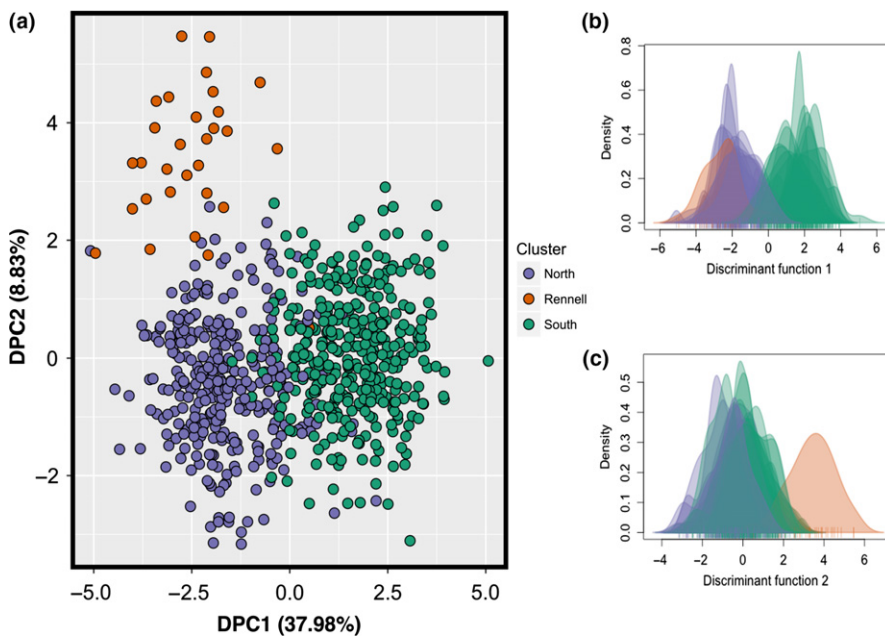 (a)
DPC2 (8.83%)
4
2
0
−2
−5.0 −2.5 0.0 2.5 5.0
DPC1 (37.98%)
Cluster
North
Rennell
South
(b)
Density
0.8
0.6
0.4
0.2
0.0
−6 −4 −2 0 2 4 6
Discriminant function 1
(c)
Density
0.5
0.4
0.3
0.2
0.1
0.0
−4 −2 0 2 4 6
Discriminant function 2